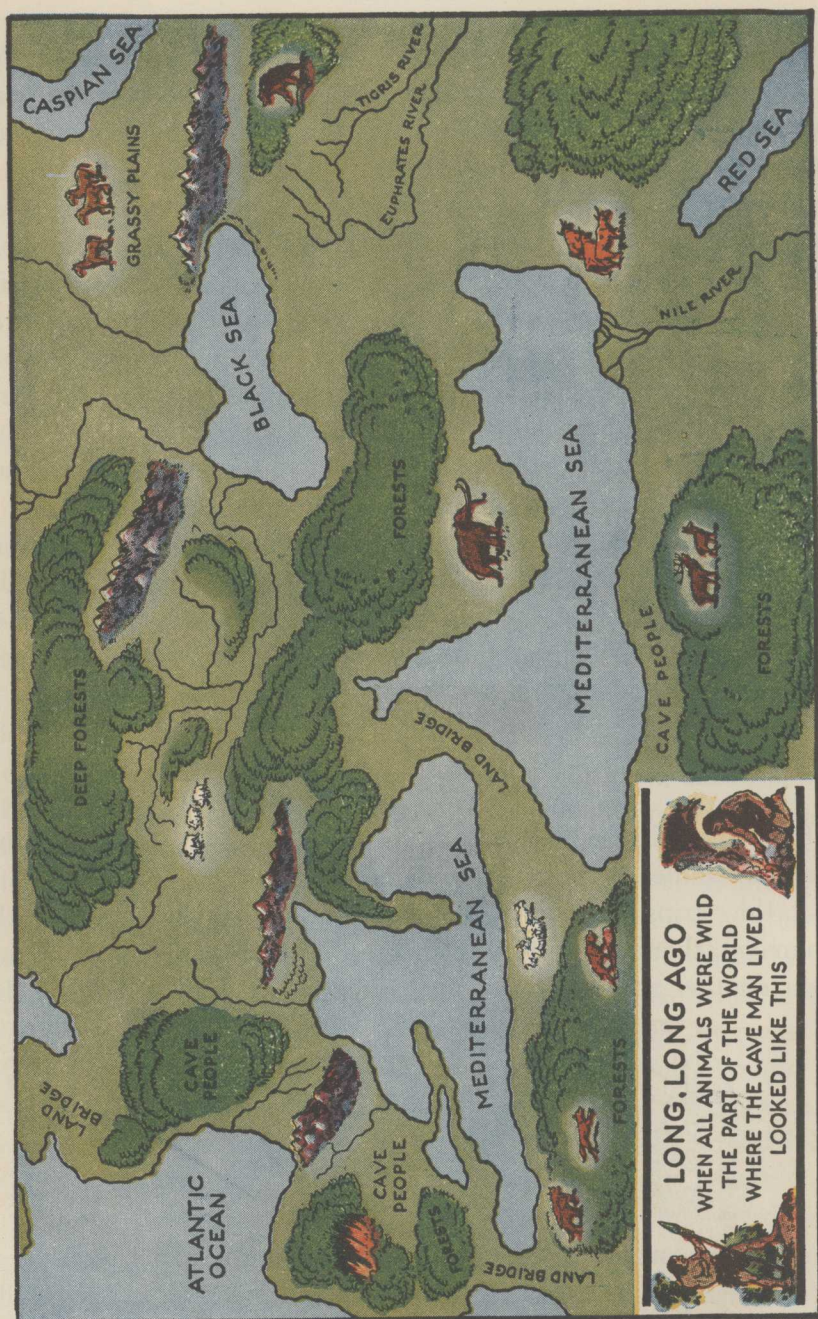 CASPIAN SEA
GRASSY PLAINS
TIGRIS RIVER
EUPHRATES RIVER
RED SEA
NILE RIVER
BLACK SEA
FORESTS
DEEP FORESTS
MEDITERRANEAN SEA
LAND BRIDGE
CAVE PEOPLE
FORESTS
MEDITERRANEAN SEA
FORESTS
LAND
BRIDGE
CAVE
PEOPLE
ATLANTIC
OCEAN
CAVE
PEOPLE
FORESTS
LAND BRIDGE
LONG, LONG AGO
WHEN ALL ANIMALS WERE WILD
THE PART OF THE WORLD
WHERE THE CAVE MAN LIVED
LOOKED LIKE THIS